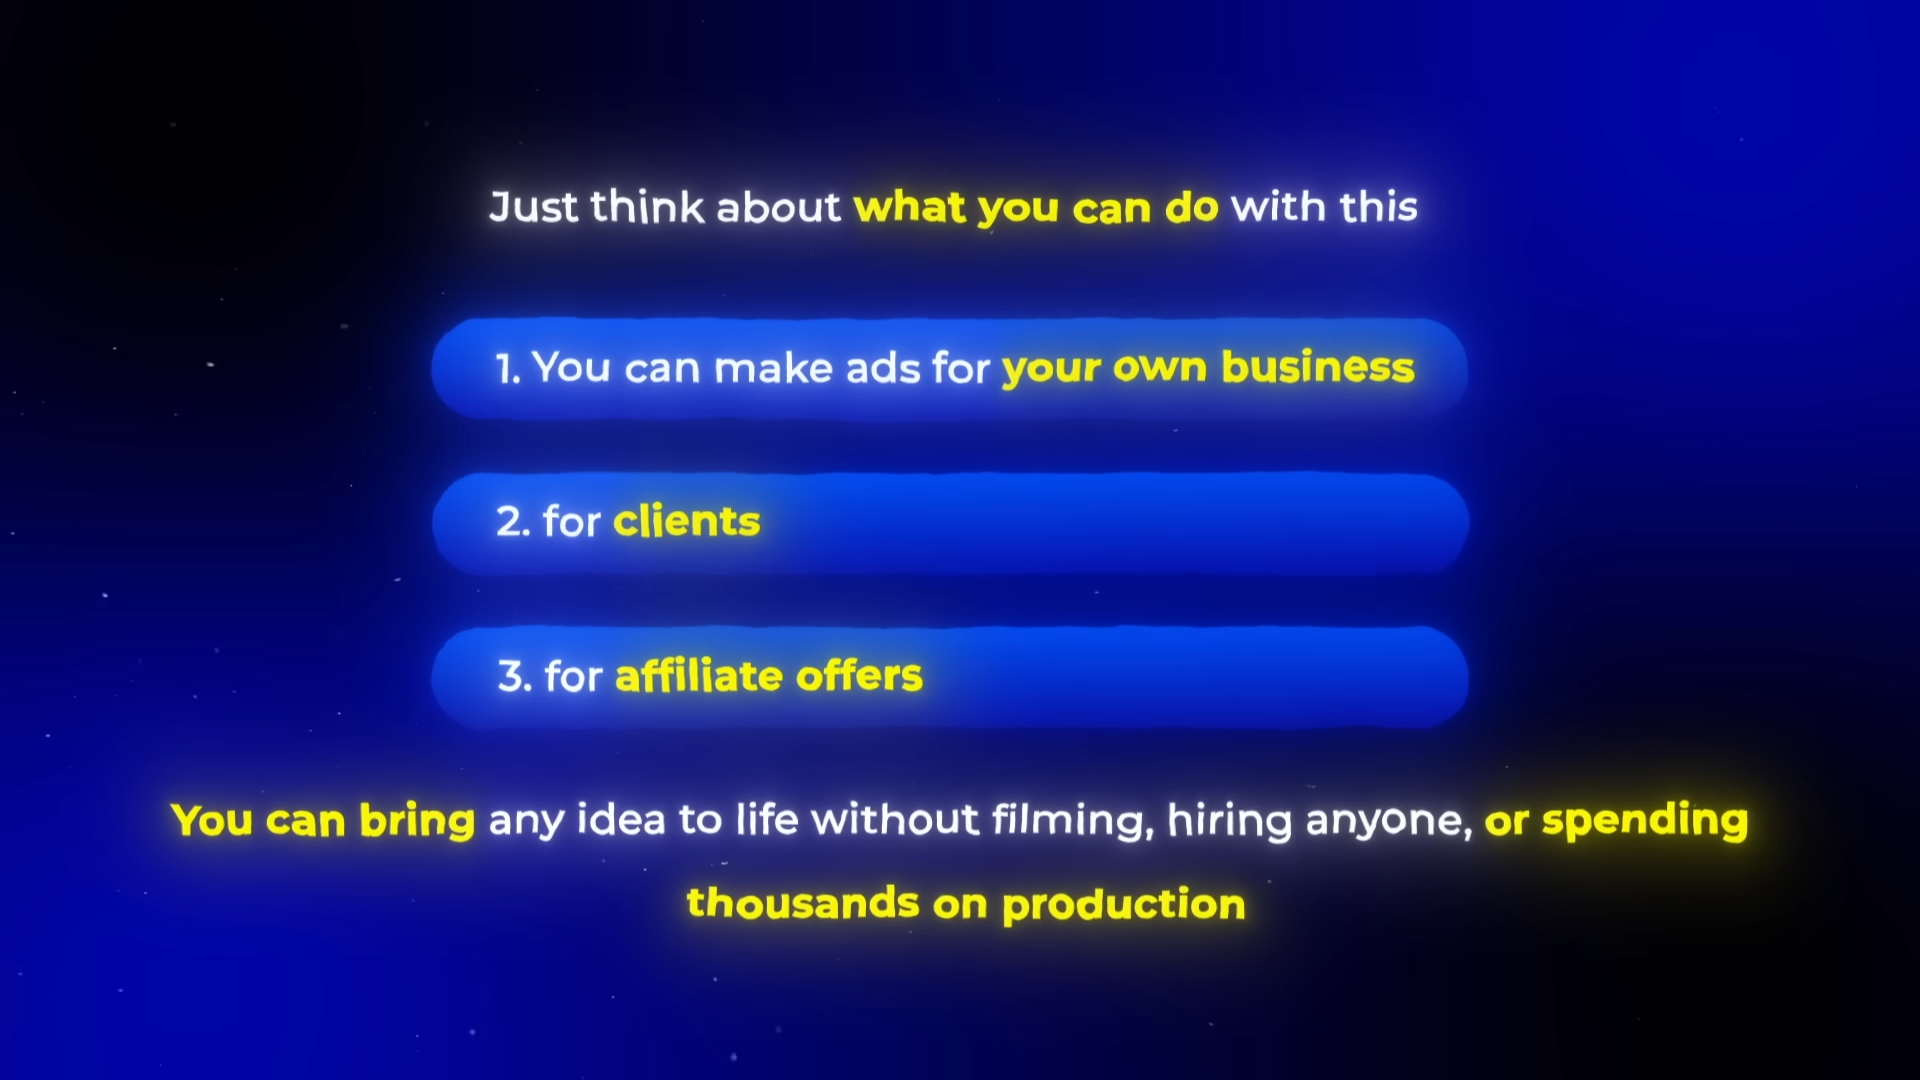 Just think about what you can do with this
1. You can make ads for your own business
2. for clients
3. for affiliate offers
You can bring any idea to life without filming, hiring anyone, or spending
thousands on production